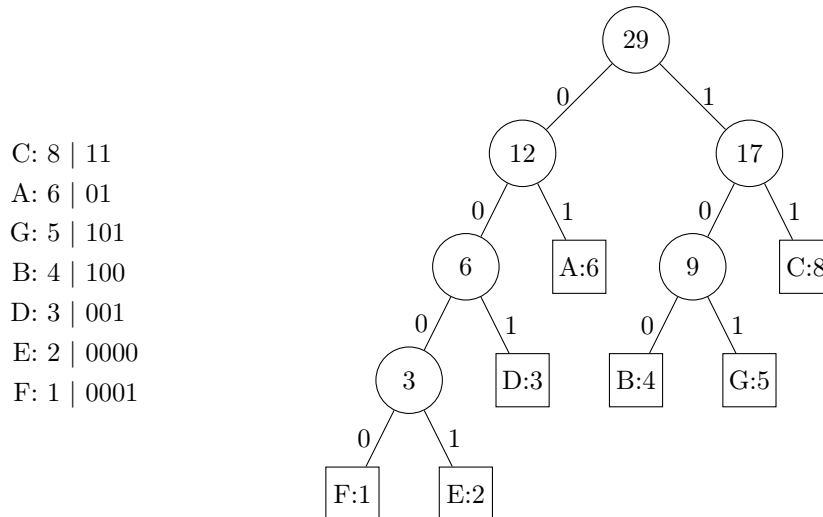 C: 8 | 11
A: 6 | 01
G: 5 | 101
B: 4 | 100
D: 3 | 001
E: 2 | 0000
F: 1 | 0001
29
0 1
12 17
0 1 0 1
6 A:6 9 C:8
0 1 0 1
3 D:3 B:4 G:5
0 1
F:1 E:2